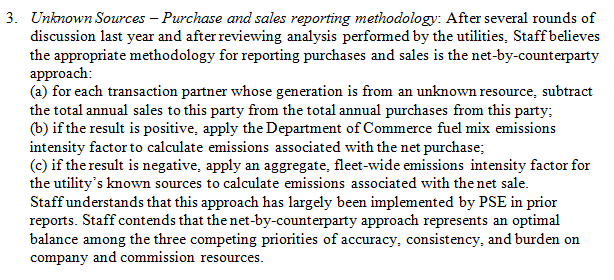 3. Unknown Sources – Purchase and sales reporting methodology: After several rounds of
discussion last year and after reviewing analysis performed by the utilities, Staff believes
the appropriate methodology for reporting purchases and sales is the net-by-counterparty
approach:
(a) for each transaction partner whose generation is from an unknown resource, subtract
the total annual sales to this party from the total annual purchases from this party;
(b) if the result is positive, apply the Department of Commerce fuel mix emissions
intensity factor to calculate emissions associated with the net purchase;
(c) if the result is negative, apply an aggregate, fleet-wide emissions intensity factor for
the utility’s known sources to calculate emissions associated with the net sale.
Staff understands that this approach has largely been implemented by PSE in prior
reports. Staff contends that the net-by-counterparty approach represents an optimal
balance among the three competing priorities of accuracy, consistency, and burden on
company and commission resources.